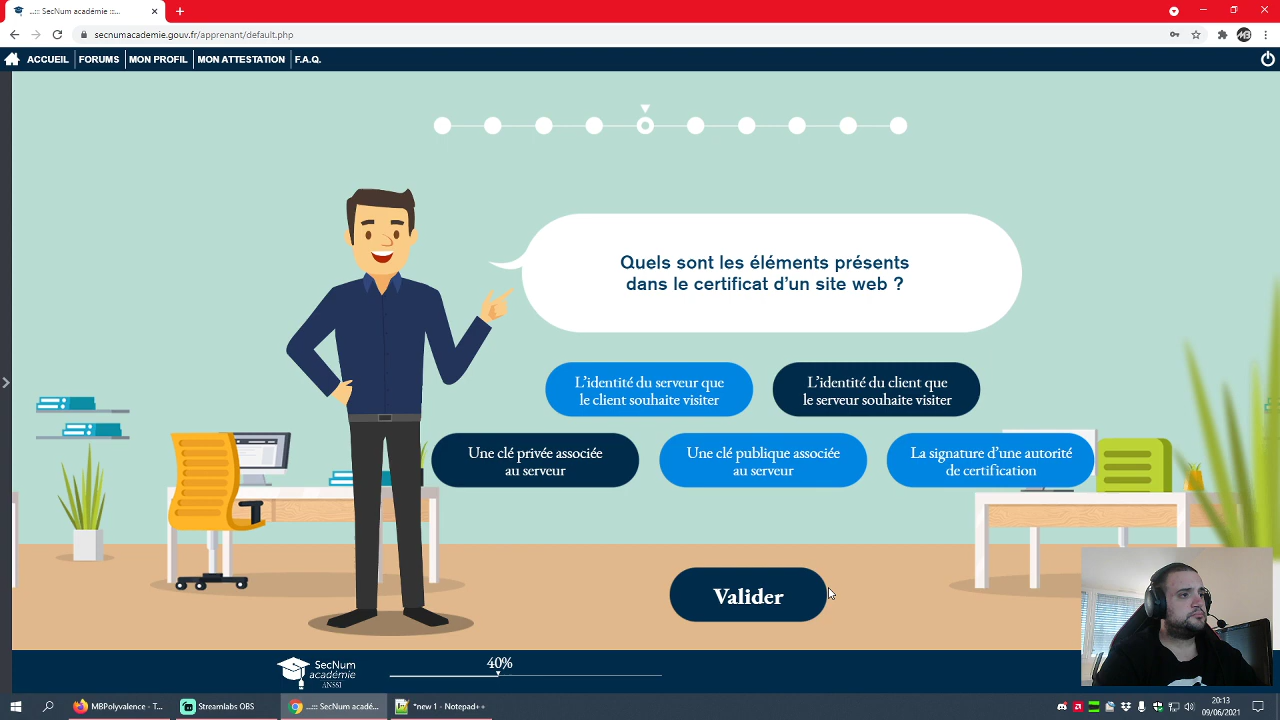 ..:: SecNum académie ::...
secnumacademie.gouv.fr/apprenant/default.php
ACCUEIL FORUMS MON PROFIL MON ATTESTATION F.A.Q.
Quels sont les éléments présents
dans le certificat d'un site web ?
L'identité du serveur que
le client souhaite visiter
L'identité du client que
le serveur souhaite visiter
Une clé privée associée
au serveur
Une clé publique associée
au serveur
La signature d'une autorité
de certification
Valider
SecNum
académie
ANSSI
40%
MBPolyvalence - T...
Streamlabs OBS
..:: SecNum acadé...
*new 1 - Notepad++
20:13
09/06/2021